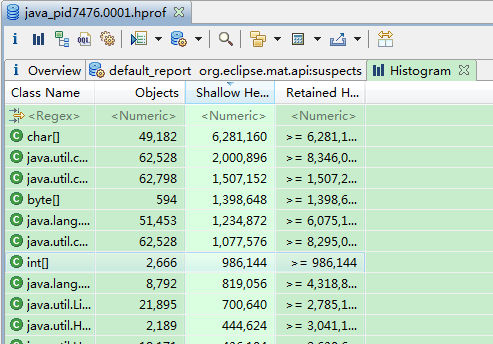 java_pid7476.0001.hprof
i Overview default_report org.eclipse.mat.api:suspects Histogram
Class Name Objects Shallow He... Retained H...
<Regex> <Numeric> <Numeric> <Numeric>
char[] 49,182 6,281,160 >= 6,281,1...
java.util.c... 62,528 2,000,896 >= 8,346,0...
java.util.c... 62,798 1,507,152 >= 1,507,2...
byte[] 594 1,398,648 >= 1,398,6...
java.lang.... 51,453 1,234,872 >= 6,075,1...
java.util.c... 62,528 1,077,576 >= 8,295,0...
int[] 2,666 986,144 >= 986,144
java.lang.... 8,792 819,056 >= 4,318,8...
java.util.Li... 21,895 700,640 >= 2,785,1...
java.util.H... 2,189 444,624 >= 3,041,1...